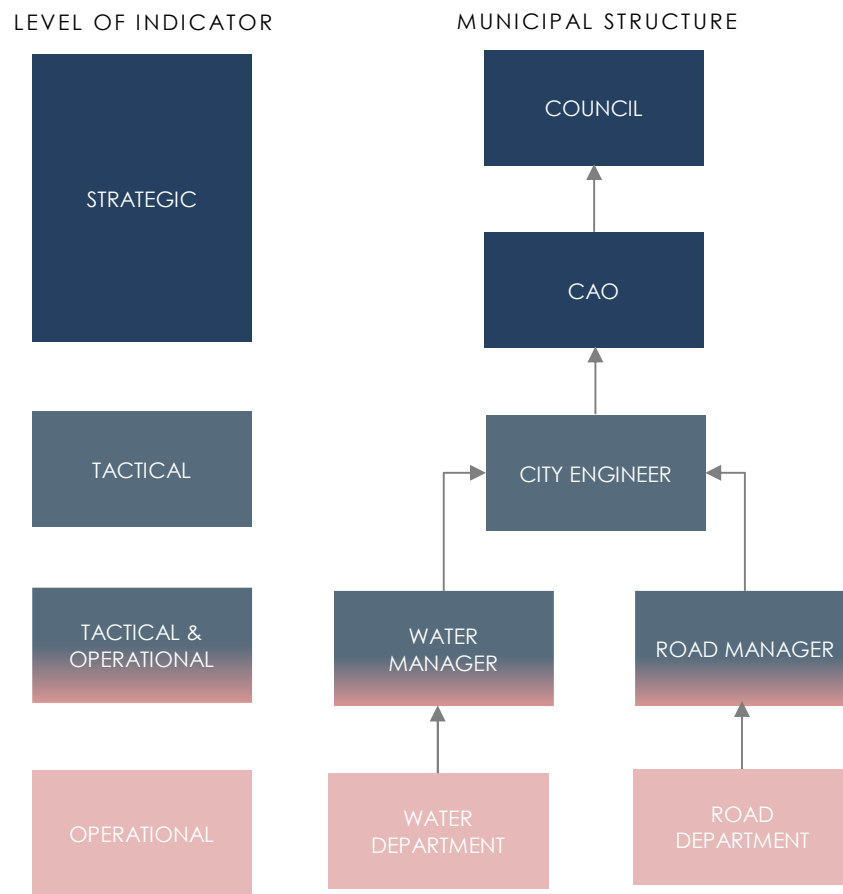 LEVEL OF INDICATOR
MUNICIPAL STRUCTURE
STRATEGIC
COUNCIL
CAO
TACTICAL
CITY ENGINEER
TACTICAL &
OPERATIONAL
WATER
MANAGER
ROAD MANAGER
OPERATIONAL
WATER
DEPARTMENT
ROAD
DEPARTMENT